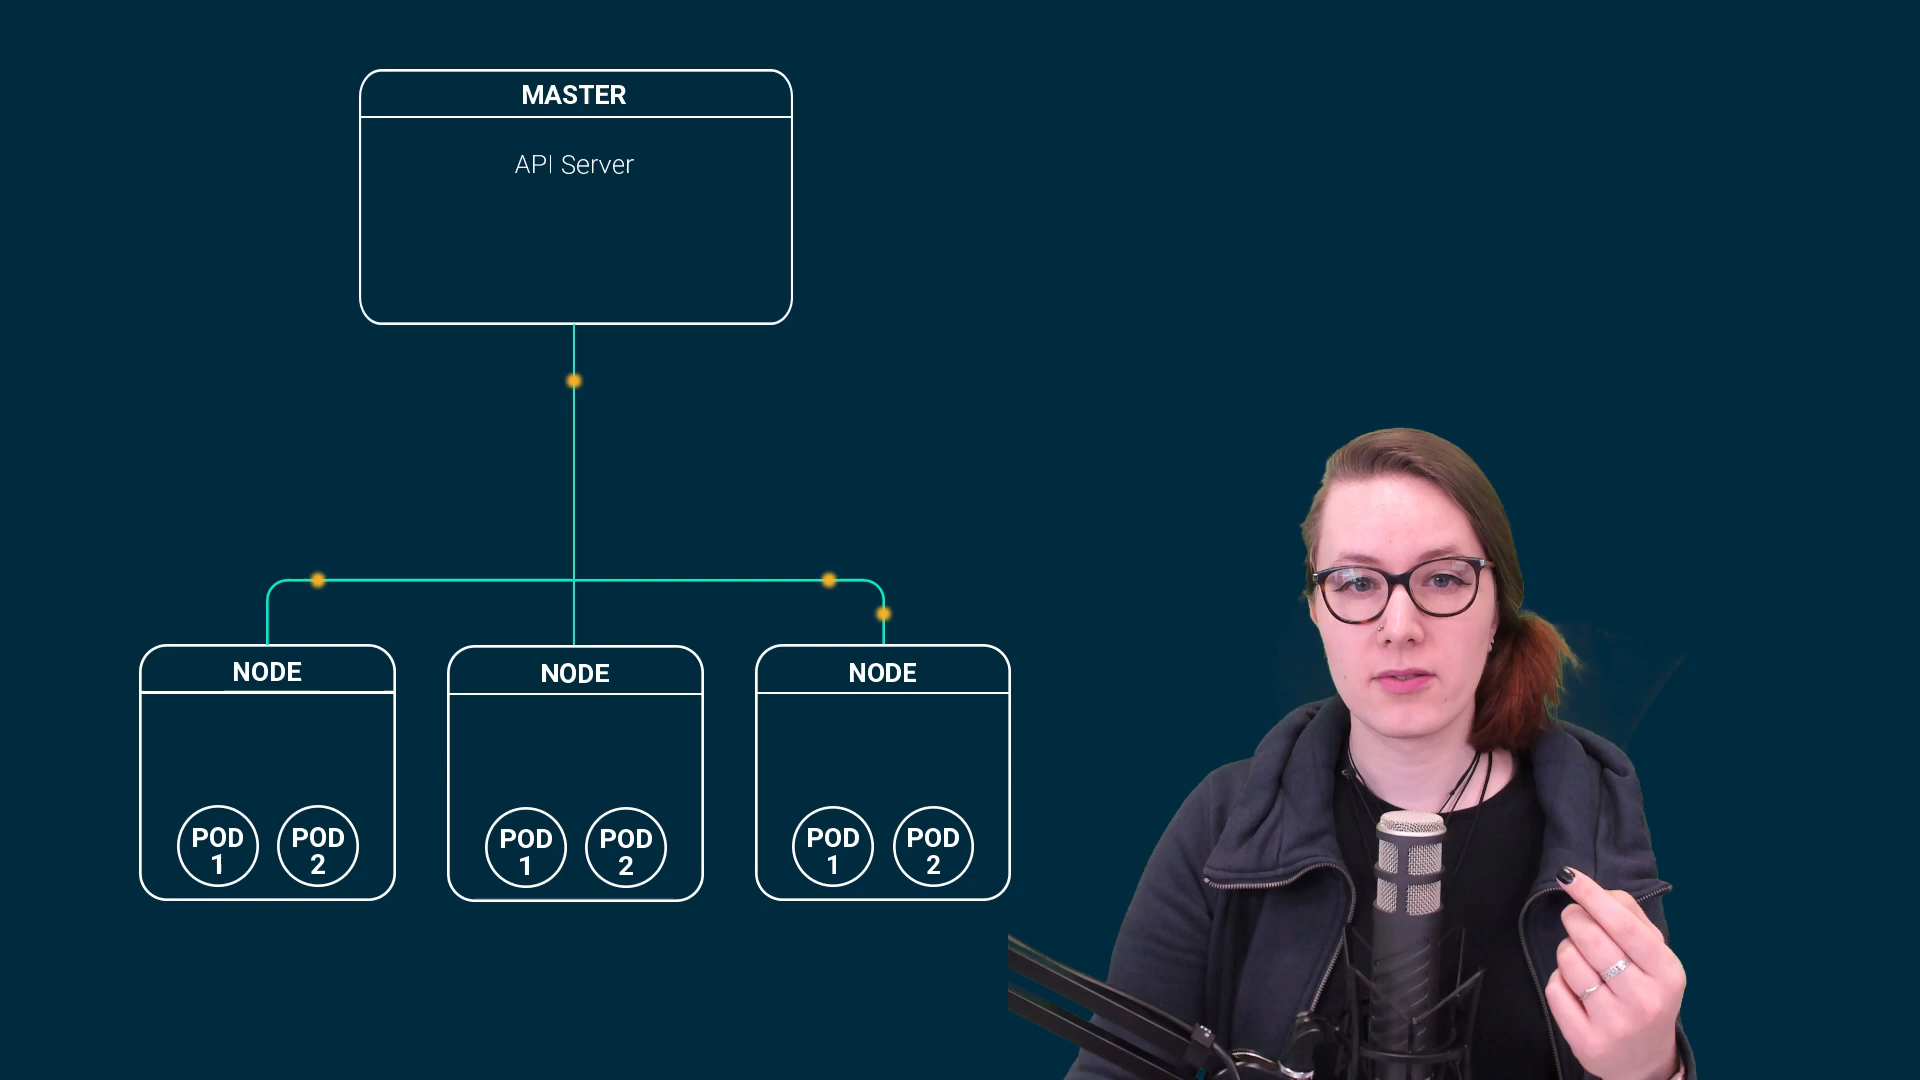 MASTER
API Server
NODE
NODE
NODE
POD
1
POD
2
POD
1
POD
2
POD
1
POD
2